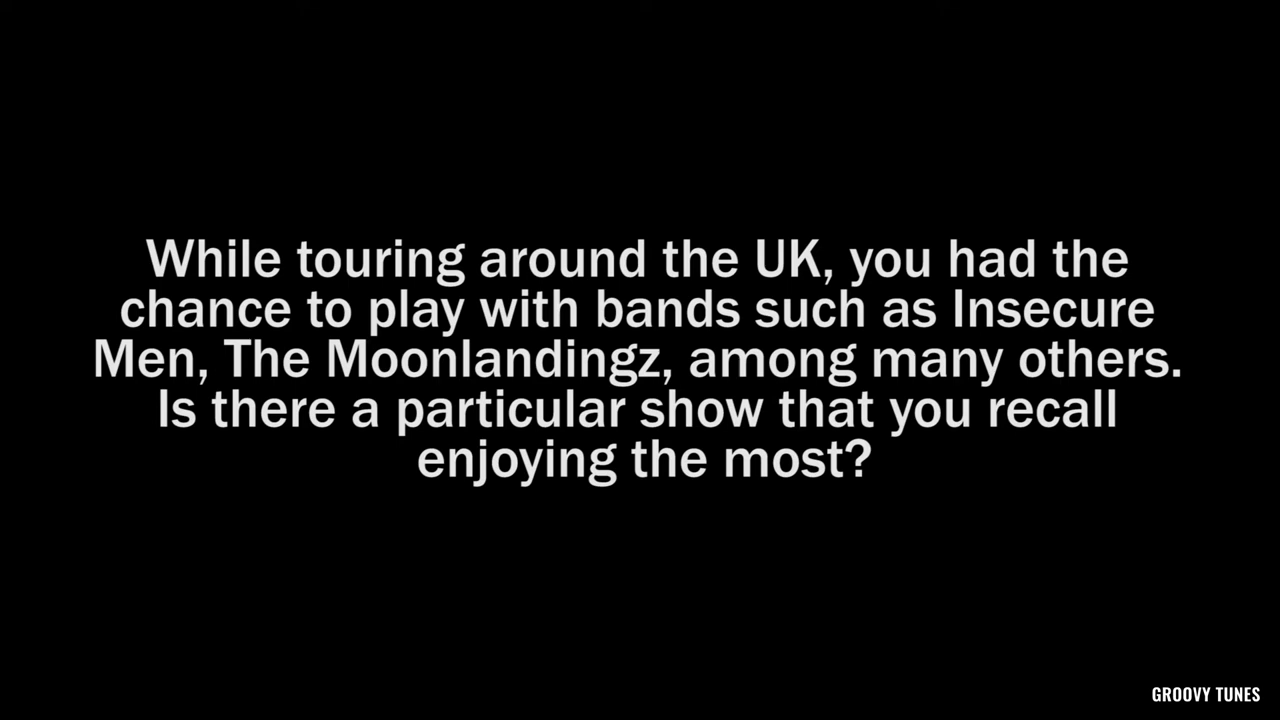 While touring around the UK, you had the
chance to play with bands such as Insecure
Men, The Moonlandingz, among many others.
Is there a particular show that you recall
enjoying the most?
GROOVY TUNES